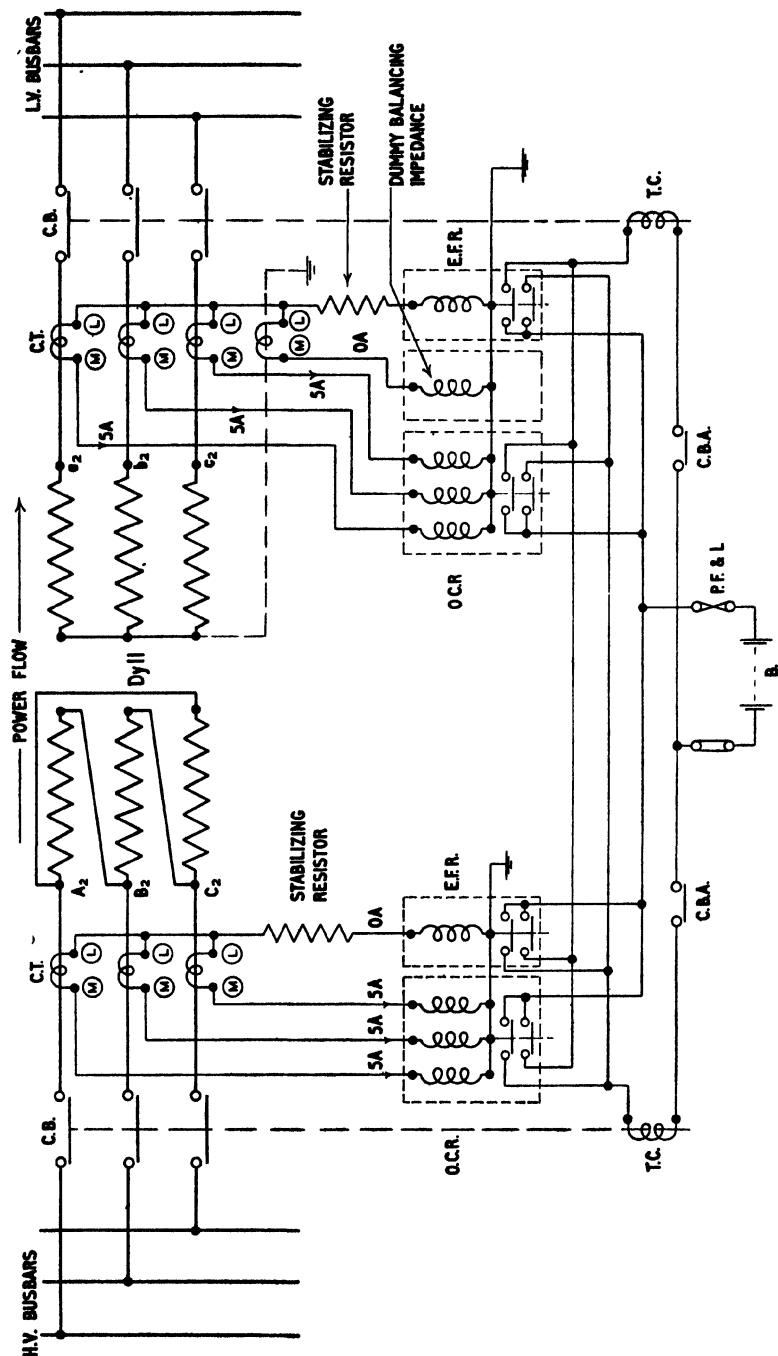 H.V. BUSBARS
L.V. BUSBARS
POWER FLOW
C.B.
C.T.
M
L
M
L
M
L
A₂
B₂
C₂
Dy11
a₂
b₂
c₂
C.T.
M
L
M
L
M
L
M
L
C.B.
STABILIZING
RESISTOR
STABILIZING
RESISTOR
DUMMY BALANCING
IMPEDANCE
5A
5A
5A
0A
5A
5A
5A
0A
O.C.R.
E.F.R.
O.C.R
E.F.R.
T.C.
C.B.A.
B.
P.F. & L
C.B.A.
T.C.